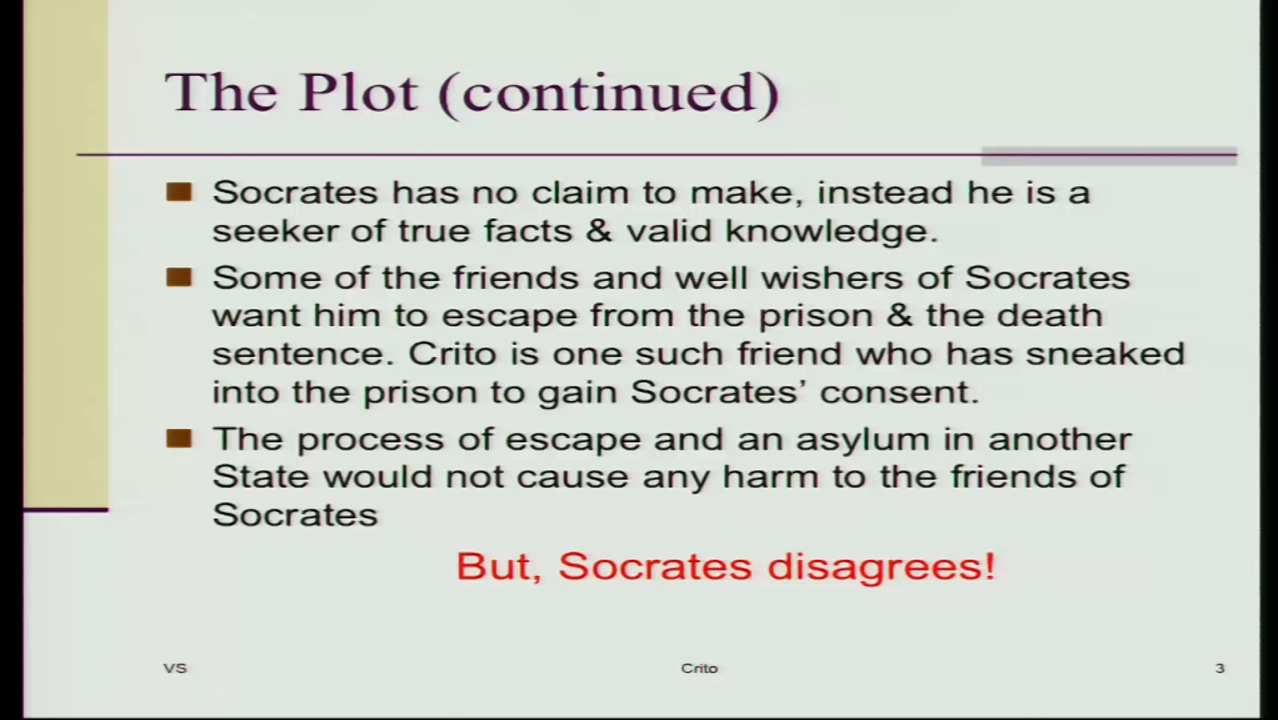 The Plot (continued)
Socrates has no claim to make, instead he is a
seeker of true facts & valid knowledge.
Some of the friends and well wishers of Socrates
want him to escape from the prison & the death
sentence. Crito is one such friend who has sneaked
into the prison to gain Socrates’ consent.
The process of escape and an asylum in another
State would not cause any harm to the friends of
Socrates
But, Socrates disagrees!
VS Crito 3